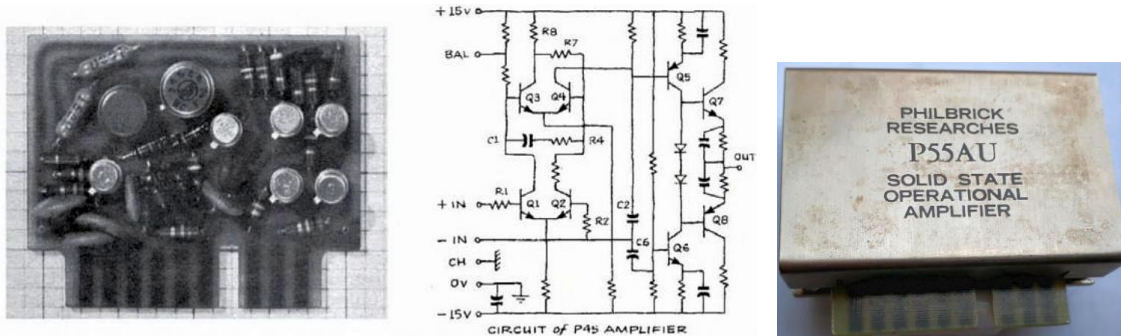 +15V
BAL
R8
R7
Q3
Q4
Q5
Q7
C1
R4
OUT
+IN
R1
Q1
Q2
R2
C2
C6
Q6
Q8
-IN
CH
0V
-15V
CIRCUIT of P45 AMPLIFIER
PHILBRICK
RESEARCHES
P55AU
SOLID STATE
OPERATIONAL
AMPLIFIER